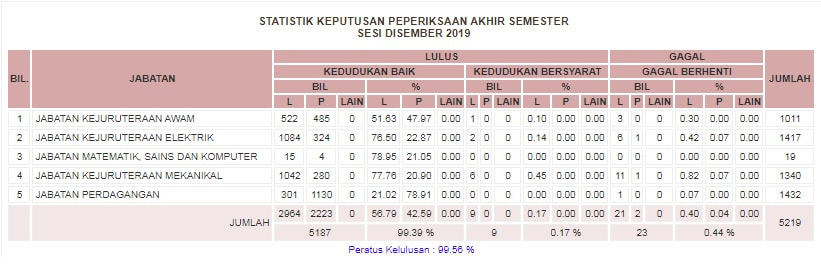 STATISTIK KEPUTUSAN PEPERIKSAAN AKHIR SEMESTER
SESI DISEMBER 2019
BIL. JABATAN LULUS GAGAL JUMLAH
KEDUDUKAN BAIK KEDUDUKAN BERSYARAT GAGAL BERHENTI
BIL % BIL % BIL %
L P LAIN L P LAIN L P LAIN L P LAIN L P LAIN L P LAIN
1 JABATAN KEJURUTERAAN AWAM 522 485 0 51.63 47.97 0.00 1 0 0 0.10 0.00 0.00 3 0 0 0.30 0.00 0.00 1011
2 JABATAN KEJURUTERAAN ELEKTRIK 1084 324 0 76.50 22.87 0.00 2 0 0 0.14 0.00 0.00 6 1 0 0.42 0.07 0.00 1417
3 JABATAN MATEMATIK, SAINS DAN KOMPUTER 15 4 0 78.95 21.05 0.00 0 0 0 0.00 0.00 0.00 0 0 0 0.00 0.00 0.00 19
4 JABATAN KEJURUTERAAN MEKANIKAL 1042 280 0 77.76 20.90 0.00 6 0 0 0.45 0.00 0.00 11 1 0 0.82 0.07 0.00 1340
5 JABATAN PERDAGANGAN 301 1130 0 21.02 78.91 0.00 0 0 0 0.00 0.00 0.00 1 0 0 0.07 0.00 0.00 1432
JUMLAH 2964 2223 0 56.79 42.59 0.00 9 0 0 0.17 0.00 0.00 21 2 0 0.40 0.04 0.00 5219
5187 99.39 % 9 0.17 % 23 0.44 %
Peratus Kelulusan : 99.56 %